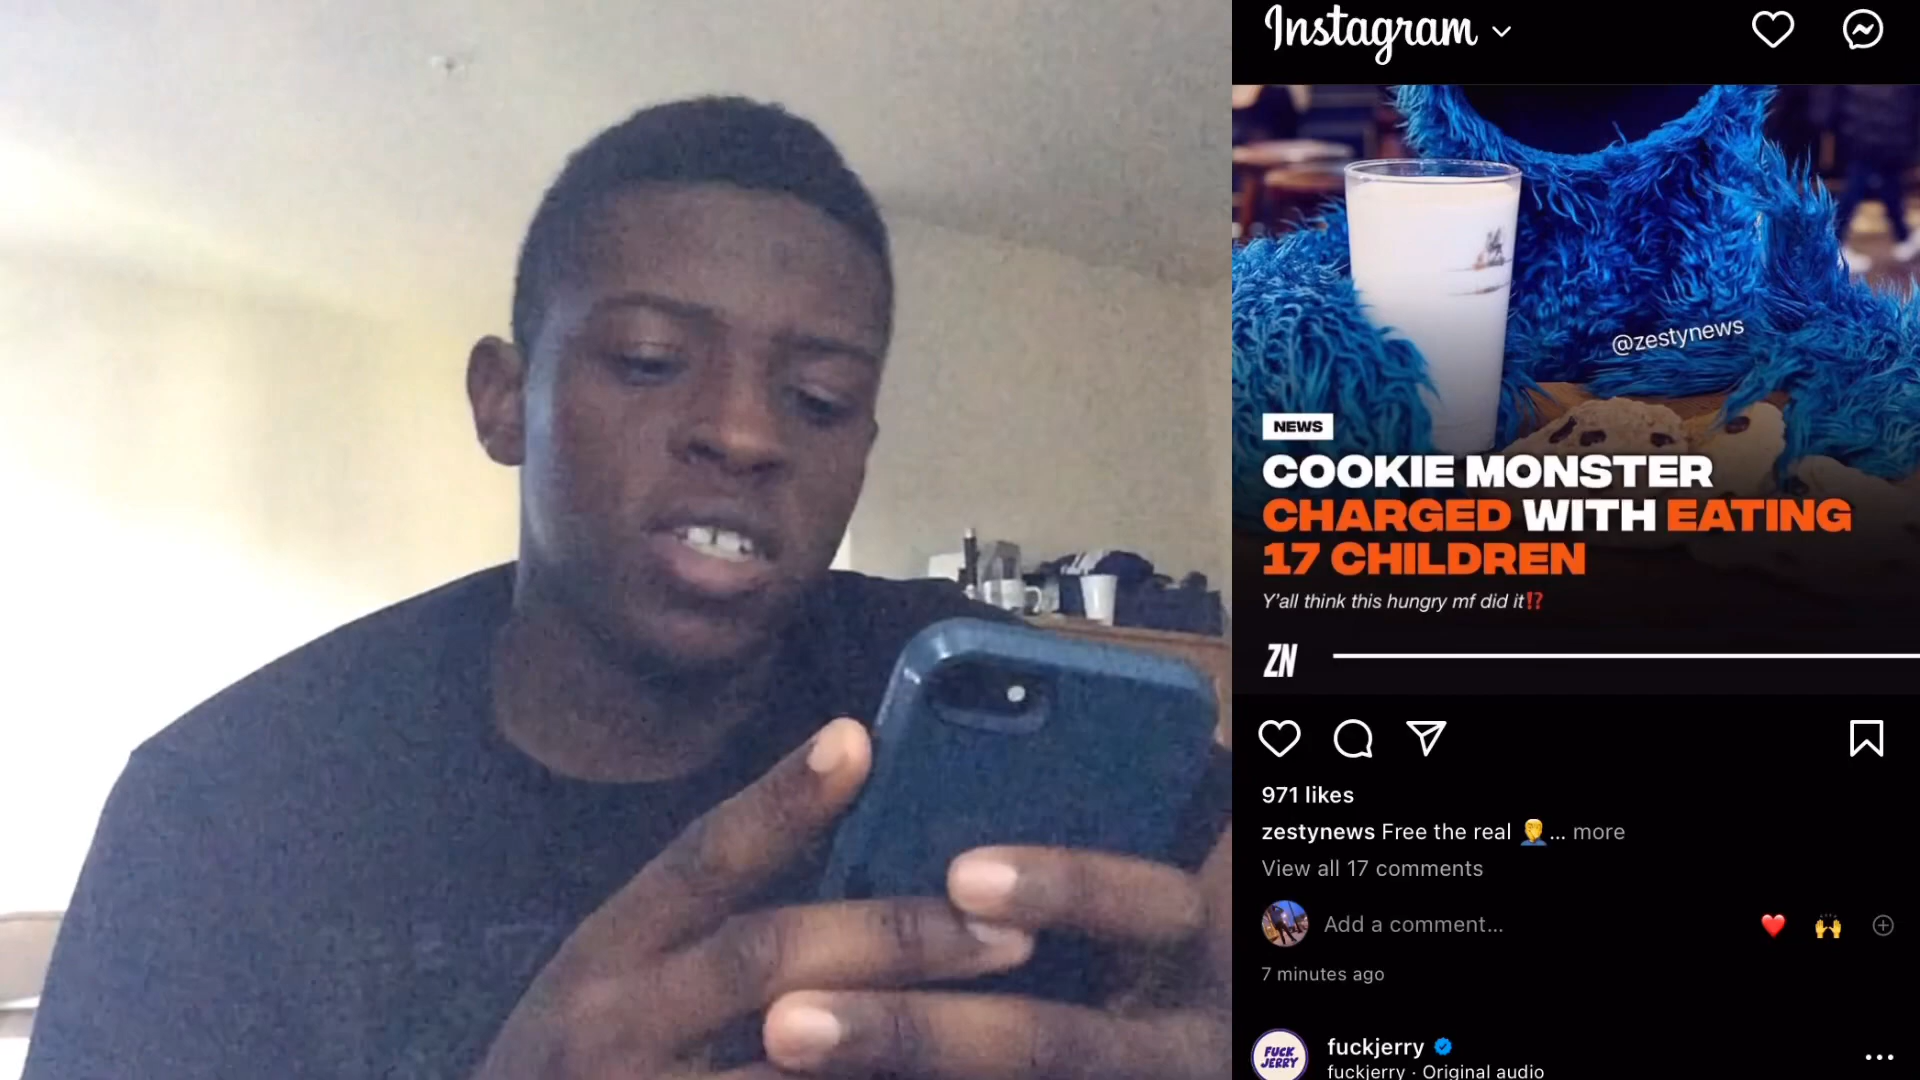 Instagram
@zestynews
NEWS
COOKIE MONSTER
CHARGED WITH EATING
17 CHILDREN
Y'all think this hungry mf did it⁉️
ZN
971 likes
zestynews Free the real 🤦‍♂️... more
View all 17 comments
Add a comment...
7 minutes ago
FUCK
JERRY
fuckjerry
fuckjerry · Original audio